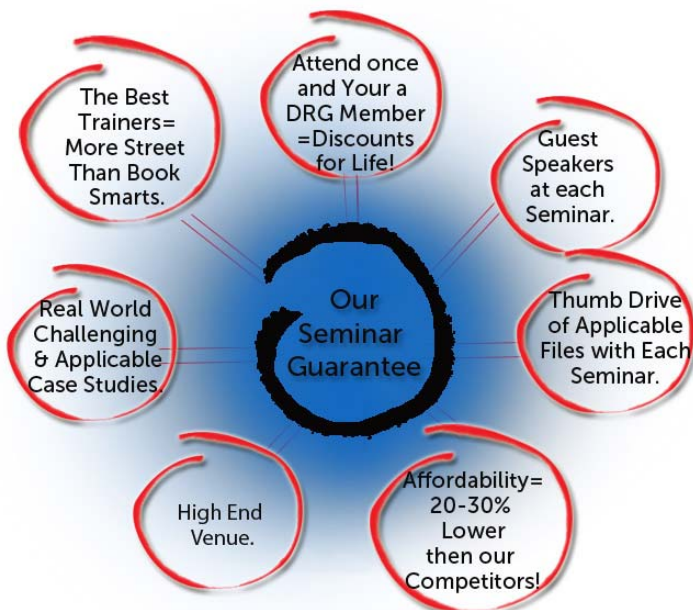 Attend once
and Your a
DRG Member
=Discounts
for Life!
The Best
Trainers=
More Street
Than Book
Smarts.
Guest
Speakers
at each
Seminar.
Our
Seminar
Guarantee
Real World
Challenging
& Applicable
Case Studies.
Thumb Drive
of Applicable
Files with Each
Seminar.
High End
Venue.
Affordability=
20-30%
Lower
then our
Competitors!